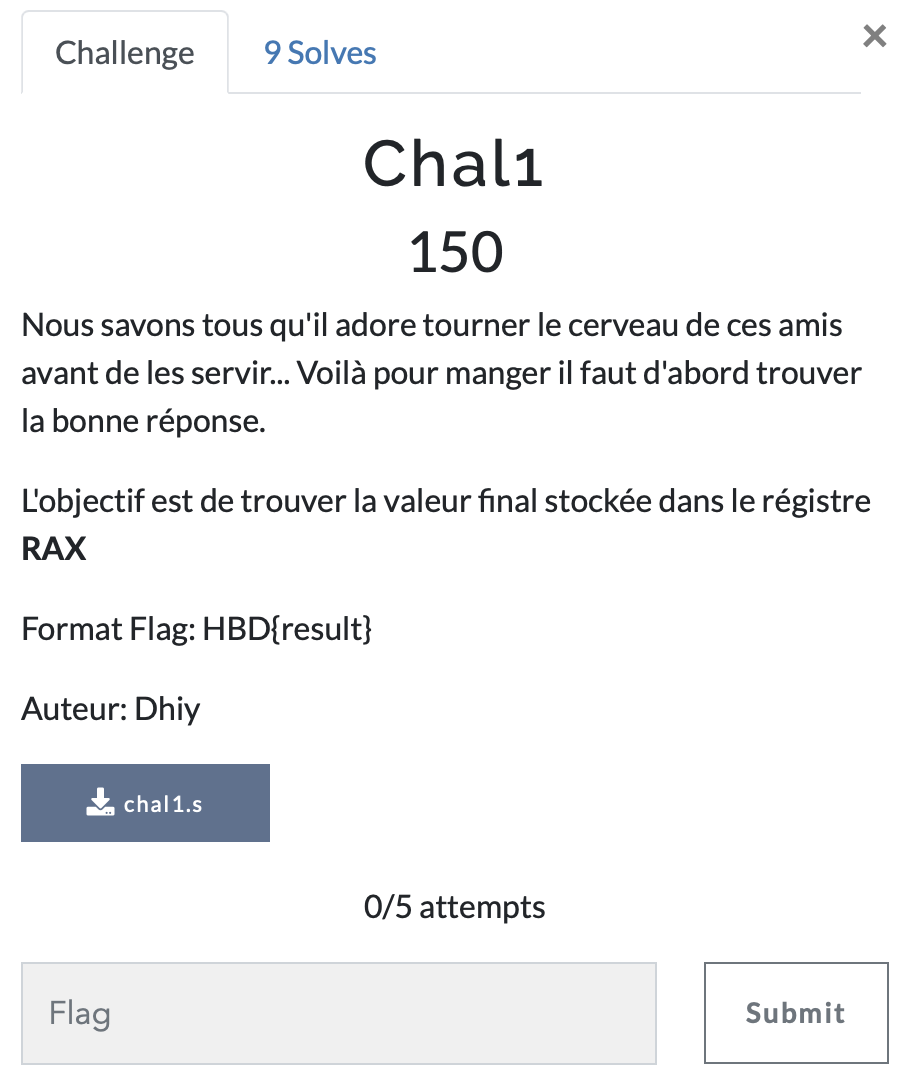 Challenge
9 Solves
×
Chal1
150
Nous savons tous qu'il adore tourner le cerveau de ces amis
avant de les servir... Voilà pour manger il faut d'abord trouver
la bonne réponse.
L'objectif est de trouver la valeur final stockée dans le régistre
RAX
Format Flag: HBD{result}
Auteur: Dhiy
chal1.s
0/5 attempts
Flag
Submit